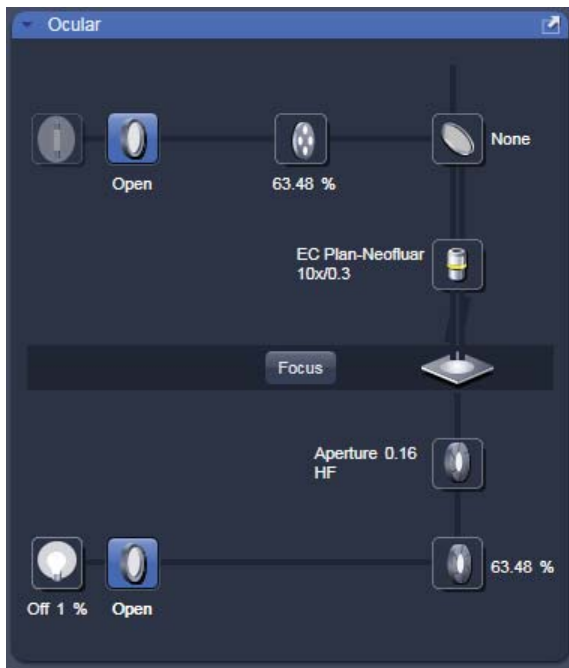 Ocular
None
Open
63.48 %
EC Plan-Neofluar
10x/0.3
Focus
Aperture 0.16
HF
63.48 %
Off 1 %
Open